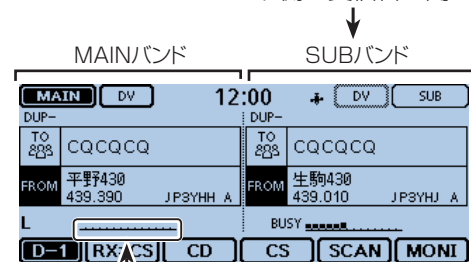 MAINバンド SUBバンド
MAIN DV 12:00 DV SUB
DUP- DUP-
TO CQCQCQ TO CQCQCQ
FROM 平野430 FROM 生駒430
439.390 JP3YHH A 439.010 JP3YHJ A
L BUSY
D-1 RX→CS CD CS SCAN MONI